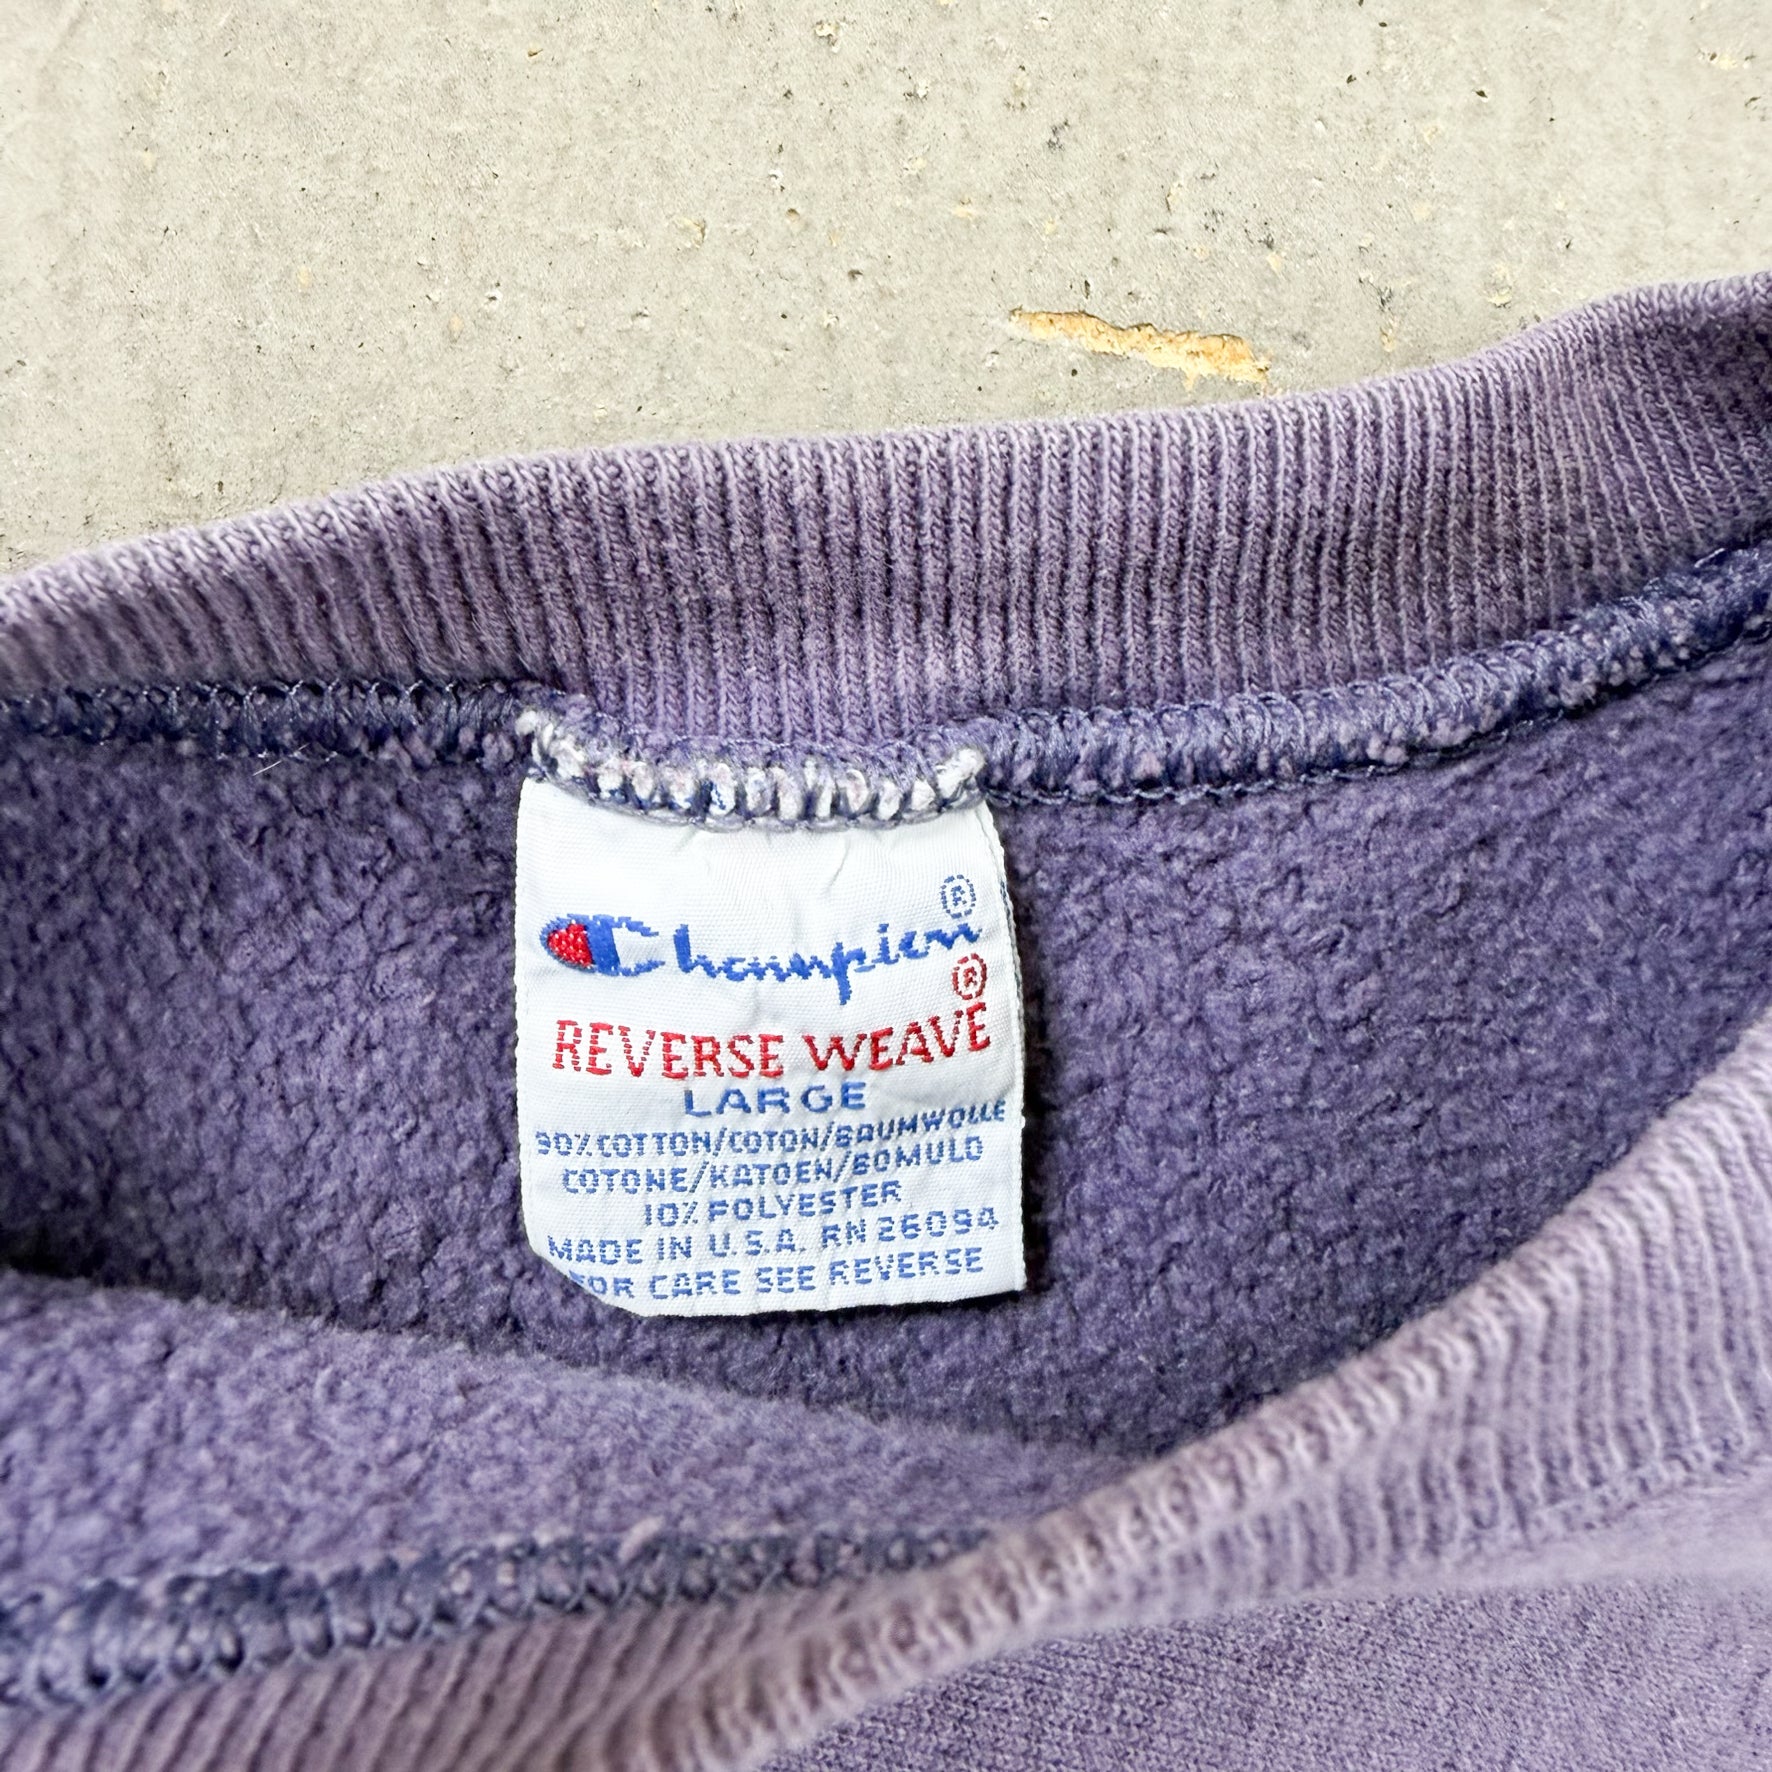 Champion®
REVERSE WEAVE®
LARGE
90% COTTON/COTON/BAUMWOLLE
COTONE/KATOEN/BOMULD
10% POLYESTER
MADE IN U.S.A. RN 26094
FOR CARE SEE REVERSE